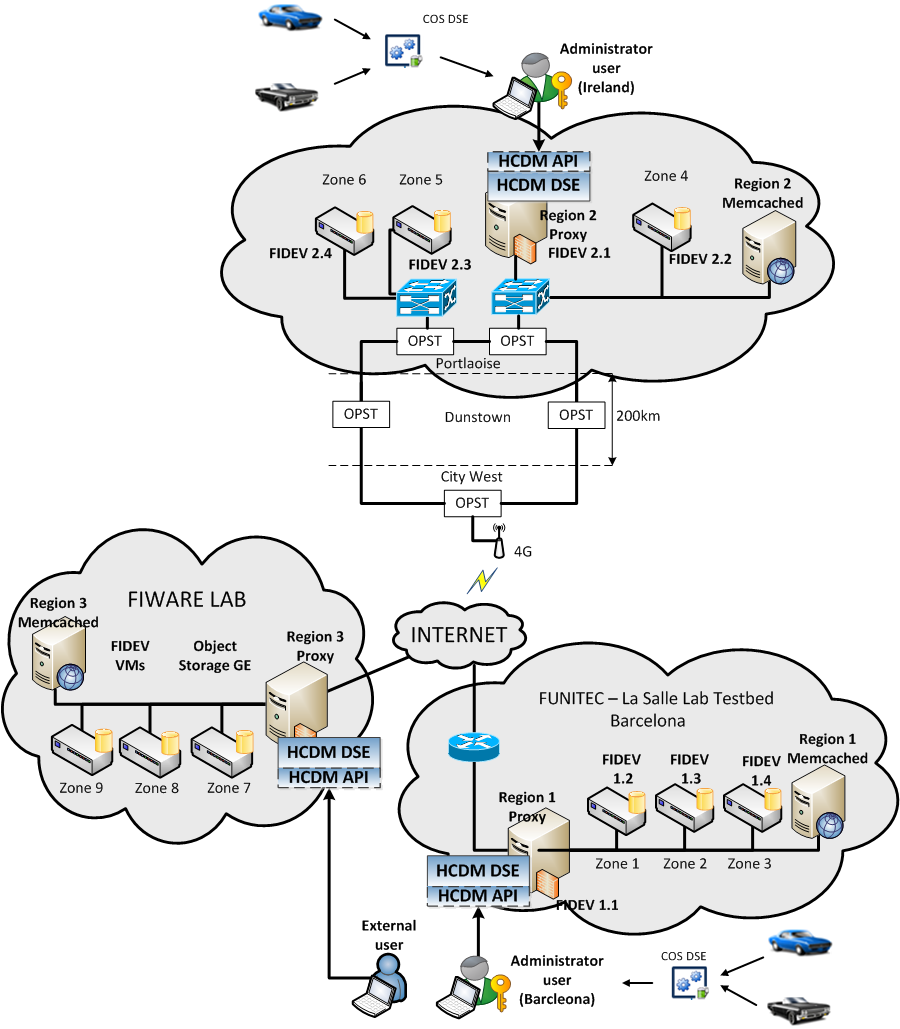 COS DSE
Administrator
user
(Ireland)
HCDM API
HCDM DSE
Zone 6
Zone 5
Zone 4
Region 2
Memcached
Region 2
Proxy
FIDEV 2.4
FIDEV 2.3
FIDEV 2.1
FIDEV 2.2
OPST
OPST
Portlaoise
OPST
Dunstown
OPST
200km
City West
OPST
4G
FIWARE LAB
Region 3
Memcached
FIDEV
VMs
Object
Storage GE
Region 3
Proxy
INTERNET
Zone 9
Zone 8
Zone 7
HCDM DSE
HCDM API
FUNITEC – La Salle Lab Testbed
Barcelona
Region 1
Proxy
FIDEV
1.2
FIDEV
1.3
FIDEV
1.4
Region 1
Memcached
Zone 1
Zone 2
Zone 3
HCDM DSE
HCDM API
FIDEV 1.1
External
user
Administrator
user
(Barcleona)
COS DSE